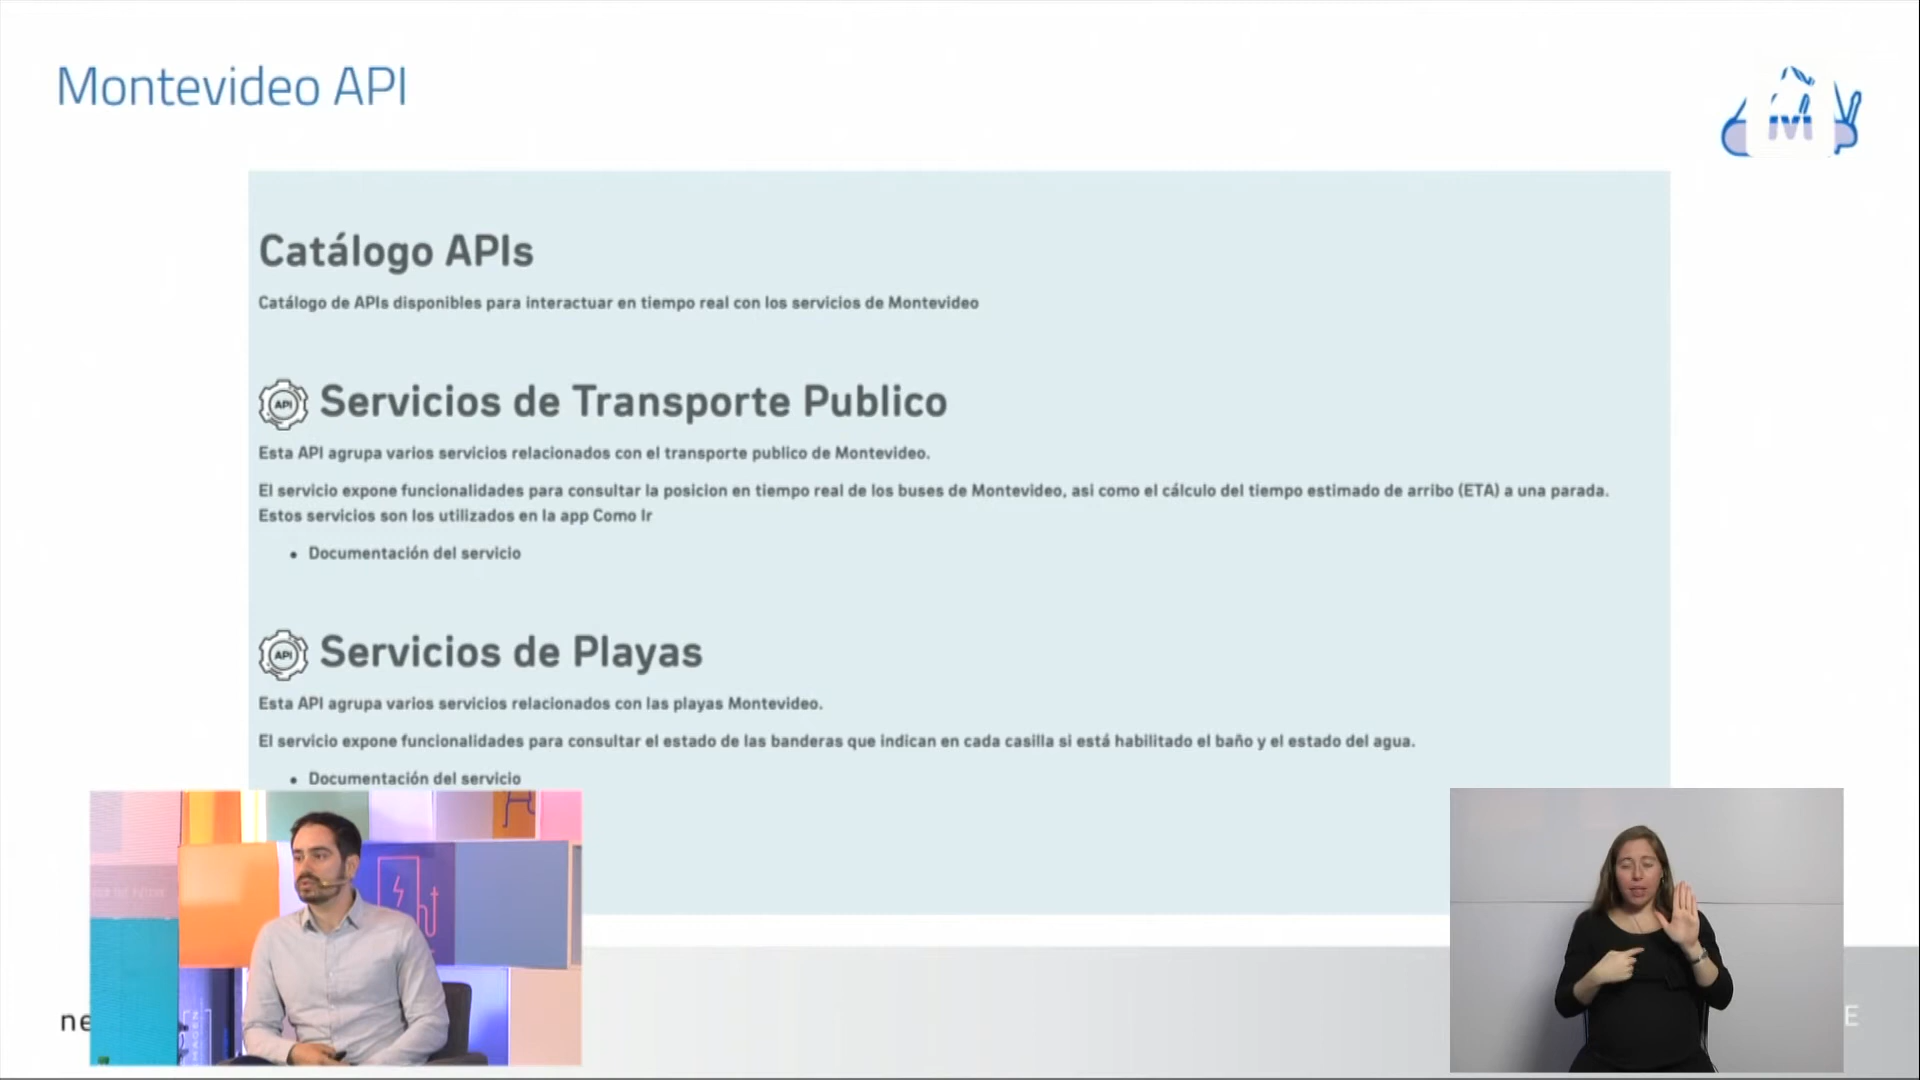 Montevideo API
Catálogo APIs
Catálogo de APIs disponibles para interactuar en tiempo real con los servicios de Montevideo
API Servicios de Transporte Publico
Esta API agrupa varios servicios relacionados con el transporte publico de Montevideo.
El servicio expone funcionalidades para consultar la posicion en tiempo real de los buses de Montevideo, asi como el cálculo del tiempo estimado de arribo (ETA) a una parada.
Estos servicios son los utilizados en la app Como Ir
• Documentación del servicio
API Servicios de Playas
Esta API agrupa varios servicios relacionados con las playas Montevideo.
El servicio expone funcionalidades para consultar el estado de las banderas que indican en cada casilla si está habilitado el baño y el estado del agua.
• Documentación del servicio
ne
E